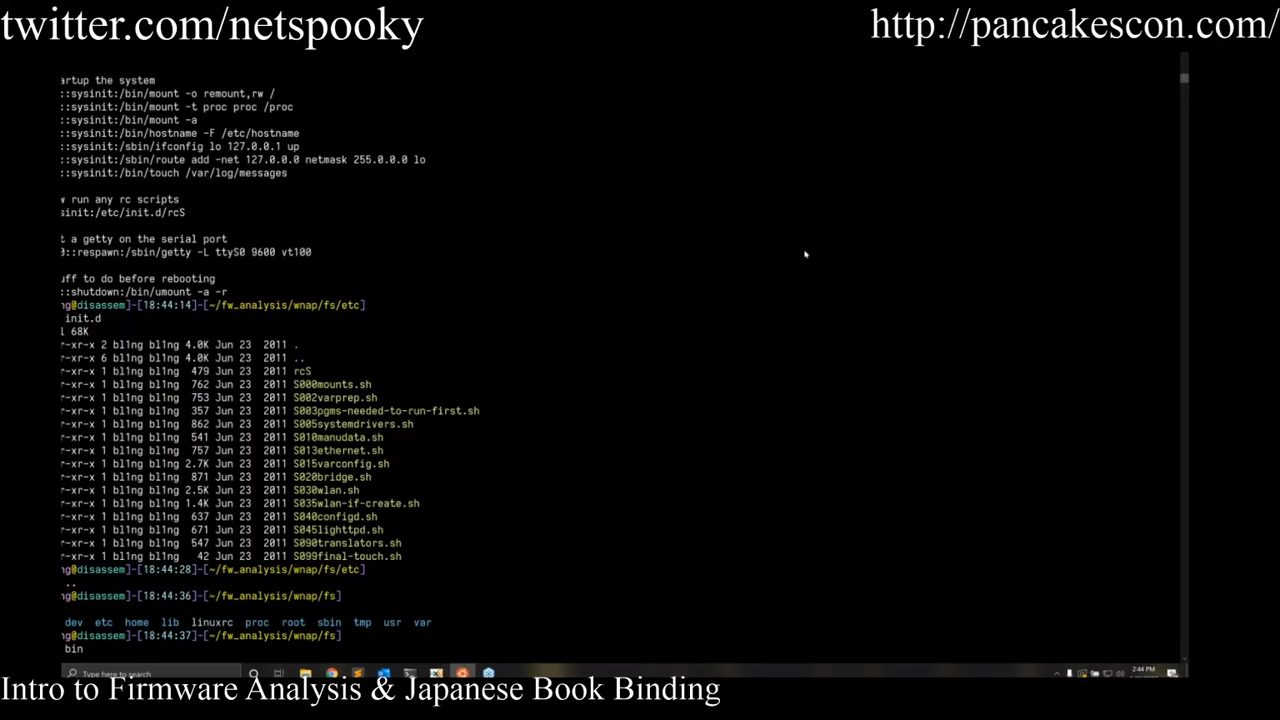 twitter.com/netspooky
http://pancakescon.com/
artup the system
::sysinit:/bin/mount -o remount,rw /
::sysinit:/bin/mount -t proc proc /proc
::sysinit:/bin/mount -a
::sysinit:/bin/hostname -F /etc/hostname
::sysinit:/sbin/ifconfig lo 127.0.0.1 up
::sysinit:/sbin/route add -net 127.0.0.0 netmask 255.0.0.0 lo
::sysinit:/bin/touch /var/log/messages
w run any rc scripts
sinit:/etc/init.d/rcS
t a getty on the serial port
0::respawn:/sbin/getty -L ttyS0 9600 vt100
uff to do before rebooting
::shutdown:/bin/umount -a -r
ng@disassem]-[18:44:14]-[~/fw_analysis/wnap/fs/etc]
init.d
l 68K
r-xr-x 2 bl1ng bl1ng 4.0K Jun 23 2011 .
r-xr-x 6 bl1ng bl1ng 4.0K Jun 23 2011 ..
r-xr-x 1 bl1ng bl1ng 479 Jun 23 2011 rcS
r-xr-x 1 bl1ng bl1ng 762 Jun 23 2011 S000mounts.sh
r-xr-x 1 bl1ng bl1ng 753 Jun 23 2011 S002varprep.sh
r-xr-x 1 bl1ng bl1ng 357 Jun 23 2011 S003pgms-needed-to-run-first.sh
r-xr-x 1 bl1ng bl1ng 862 Jun 23 2011 S005systemdrivers.sh
r-xr-x 1 bl1ng bl1ng 541 Jun 23 2011 S010manudata.sh
r-xr-x 1 bl1ng bl1ng 757 Jun 23 2011 S013ethernet.sh
r-xr-x 1 bl1ng bl1ng 2.7K Jun 23 2011 S015varconfig.sh
r-xr-x 1 bl1ng bl1ng 871 Jun 23 2011 S020bridge.sh
r-xr-x 1 bl1ng bl1ng 2.5K Jun 23 2011 S030wlan.sh
r-xr-x 1 bl1ng bl1ng 1.4K Jun 23 2011 S035wlan-if-create.sh
r-xr-x 1 bl1ng bl1ng 637 Jun 23 2011 S040configd.sh
r-xr-x 1 bl1ng bl1ng 671 Jun 23 2011 S045lighttpd.sh
r-xr-x 1 bl1ng bl1ng 547 Jun 23 2011 S090translators.sh
r-xr-x 1 bl1ng bl1ng 42 Jun 23 2011 S099final-touch.sh
ng@disassem]-[18:44:28]-[~/fw_analysis/wnap/fs/etc]
..
ng@disassem]-[18:44:36]-[~/fw_analysis/wnap/fs]
dev etc home lib linuxrc proc root sbin tmp usr var
ng@disassem]-[18:44:37]-[~/fw_analysis/wnap/fs]
bin
Type here to search
2:44 PM
Intro to Firmware Analysis & Japanese Book Binding